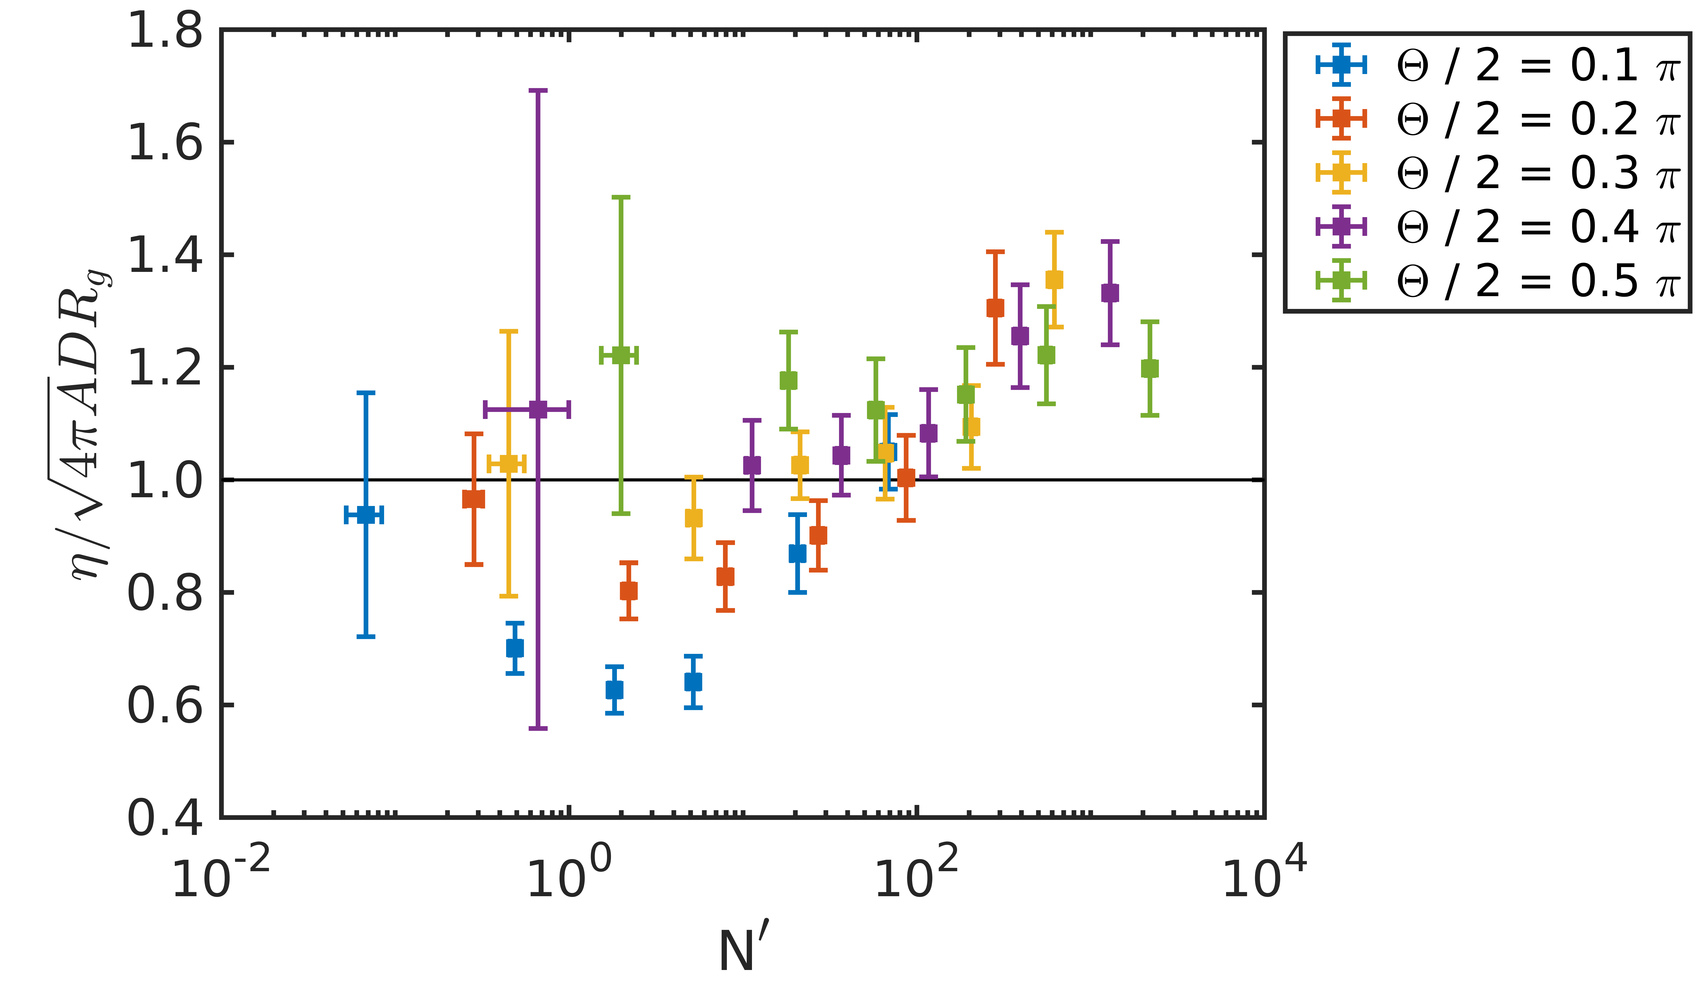 1.8
1.6
1.4
1.2
1.0
0.8
0.6
0.4
η/√4πADR_g
10^-2
10^0
10^2
10^4
N′
Θ / 2 = 0.1 π
Θ / 2 = 0.2 π
Θ / 2 = 0.3 π
Θ / 2 = 0.4 π
Θ / 2 = 0.5 π